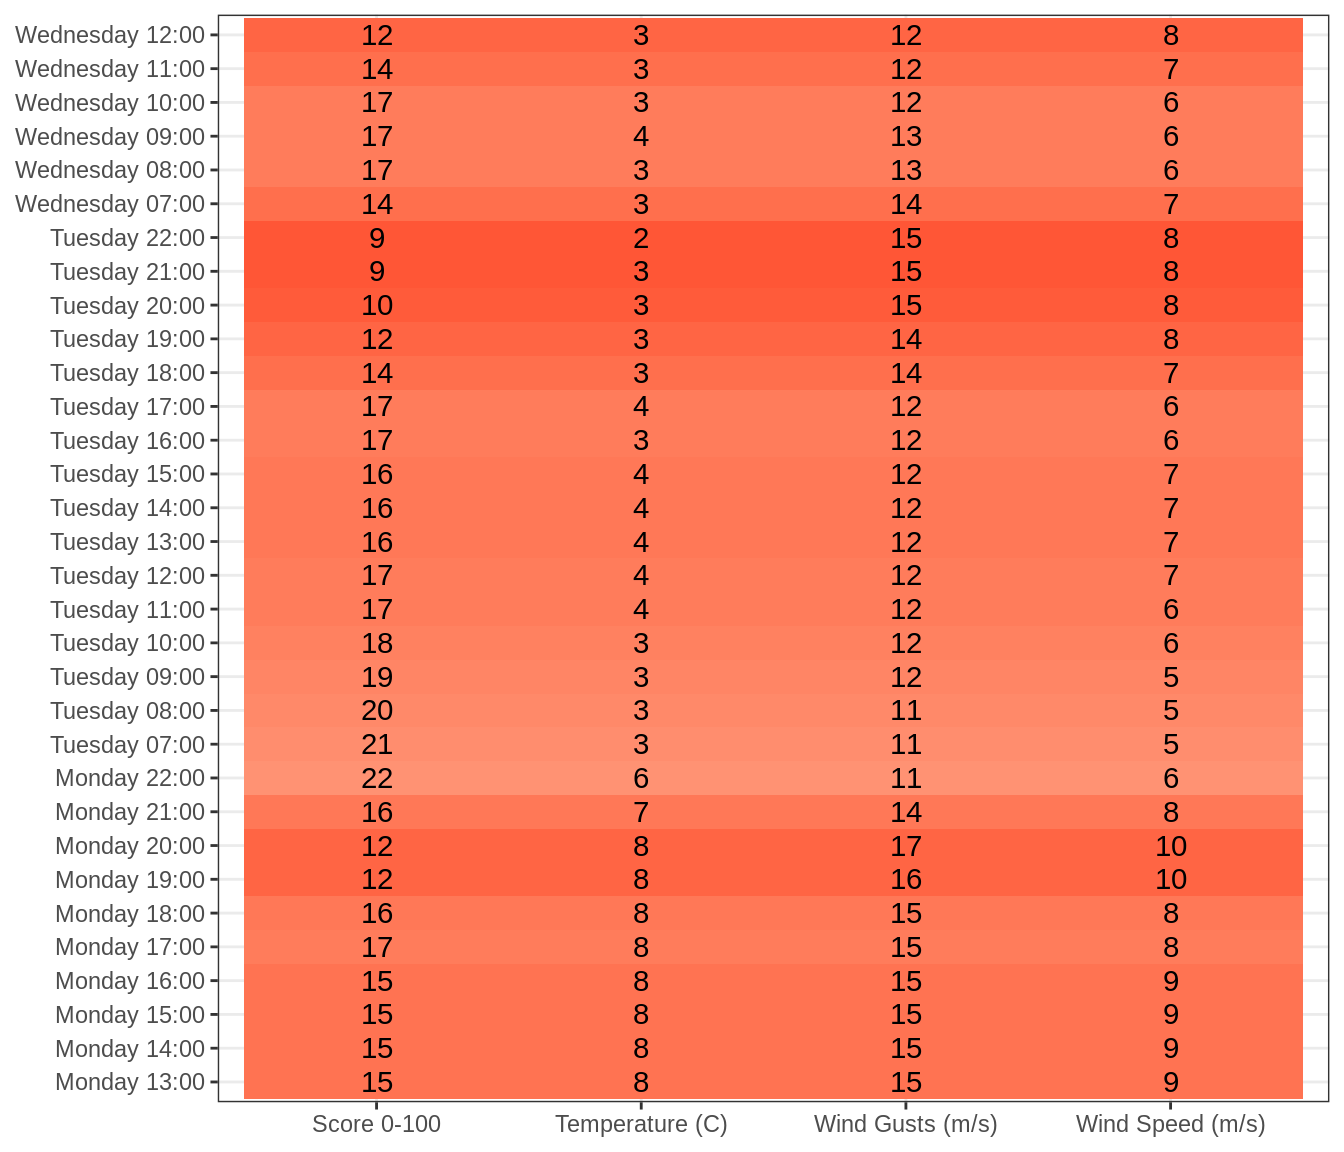 Wednesday 12:00 12 3 12 8
Wednesday 11:00 14 3 12 7
Wednesday 10:00 17 3 12 6
Wednesday 09:00 17 4 13 6
Wednesday 08:00 17 3 13 6
Wednesday 07:00 14 3 14 7
Tuesday 22:00 9 2 15 8
Tuesday 21:00 9 3 15 8
Tuesday 20:00 10 3 15 8
Tuesday 19:00 12 3 14 8
Tuesday 18:00 14 3 14 7
Tuesday 17:00 17 4 12 6
Tuesday 16:00 17 3 12 6
Tuesday 15:00 16 4 12 7
Tuesday 14:00 16 4 12 7
Tuesday 13:00 16 4 12 7
Tuesday 12:00 17 4 12 7
Tuesday 11:00 17 4 12 6
Tuesday 10:00 18 3 12 6
Tuesday 09:00 19 3 12 5
Tuesday 08:00 20 3 11 5
Tuesday 07:00 21 3 11 5
Monday 22:00 22 6 11 6
Monday 21:00 16 7 14 8
Monday 20:00 12 8 17 10
Monday 19:00 12 8 16 10
Monday 18:00 16 8 15 8
Monday 17:00 17 8 15 8
Monday 16:00 15 8 15 9
Monday 15:00 15 8 15 9
Monday 14:00 15 8 15 9
Monday 13:00 15 8 15 9
Score 0-100 Temperature (C) Wind Gusts (m/s) Wind Speed (m/s)